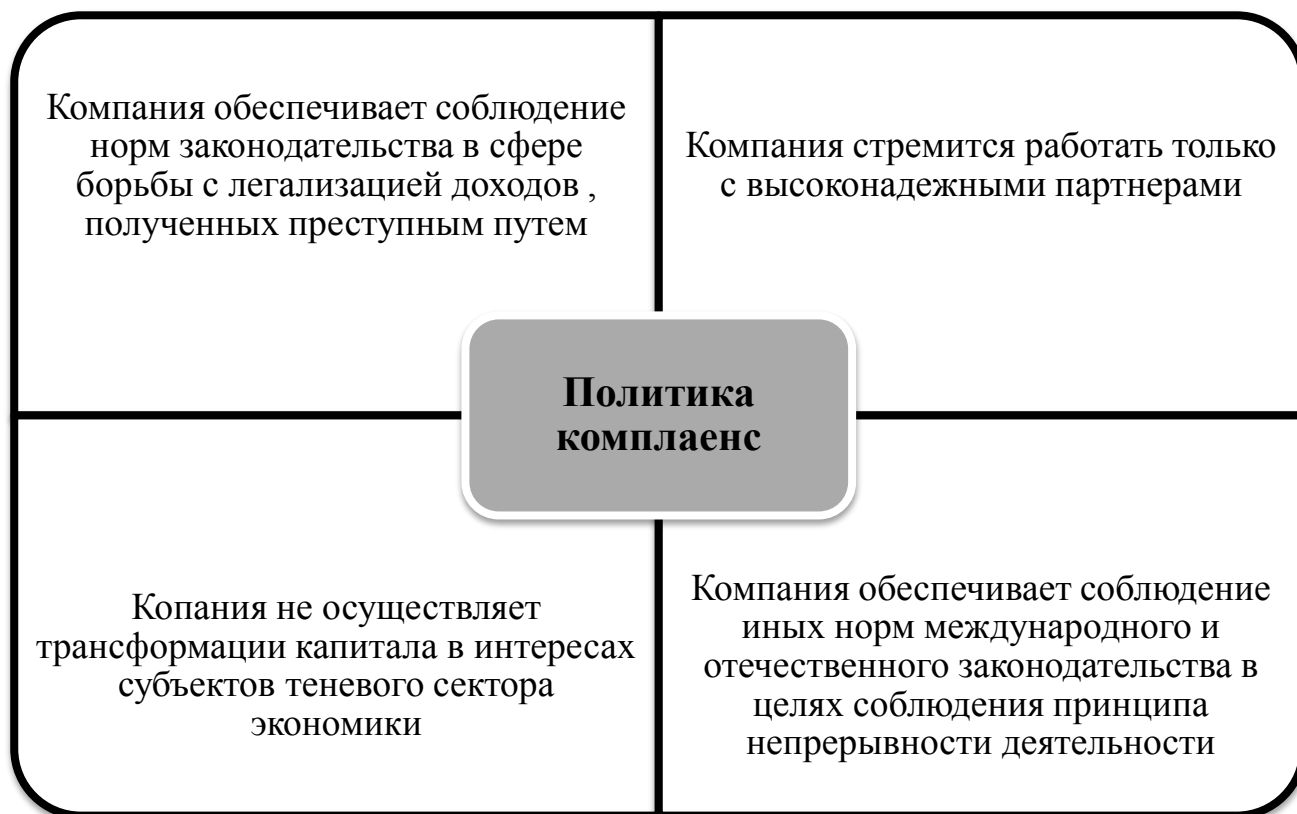 Компания обеспечивает соблюдение
норм законодательства в сфере
борьбы с легализацией доходов ,
полученных преступным путем
Компания стремится работать только
с высоконадежными партнерами
Политика
комплаенс
Копания не осуществляет
трансформации капитала в интересах
субъектов теневого сектора
экономики
Компания обеспечивает соблюдение
иных норм международного и
отечественного законодательства в
целях соблюдения принципа
непрерывности деятельности